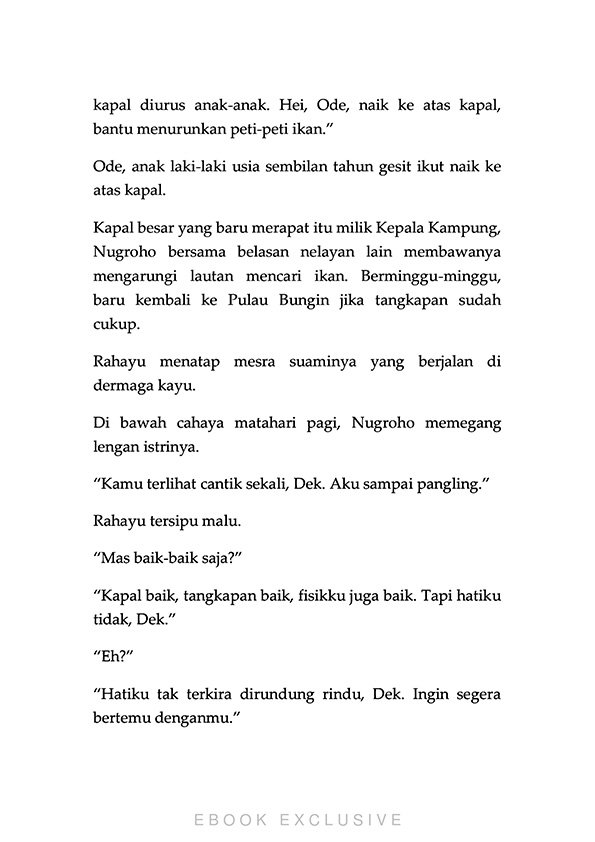 kapal diurus anak-anak. Hei, Ode, naik ke atas kapal,
bantu menurunkan peti-peti ikan.”
Ode, anak laki-laki usia sembilan tahun gesit ikut naik ke
atas kapal.
Kapal besar yang baru merapat itu milik Kepala Kampung,
Nugroho bersama belasan nelayan lain membawanya
mengarungi lautan mencari ikan. Berminggu-minggu,
baru kembali ke Pulau Bungin jika tangkapan sudah
cukup.
Rahayu menatap mesra suaminya yang berjalan di
dermaga kayu.
Di bawah cahaya matahari pagi, Nugroho memegang
lengan istrinya.
“Kamu terlihat cantik sekali, Dek. Aku sampai pangling.”
Rahayu tersipu malu.
“Mas baik-baik saja?”
“Kapal baik, tangkapan baik, fisikku juga baik. Tapi hatiku
tidak, Dek.”
“Eh?”
“Hatiku tak terkira dirundung rindu, Dek. Ingin segera
bertemu denganmu.”
EBOOK EXCLUSIVE